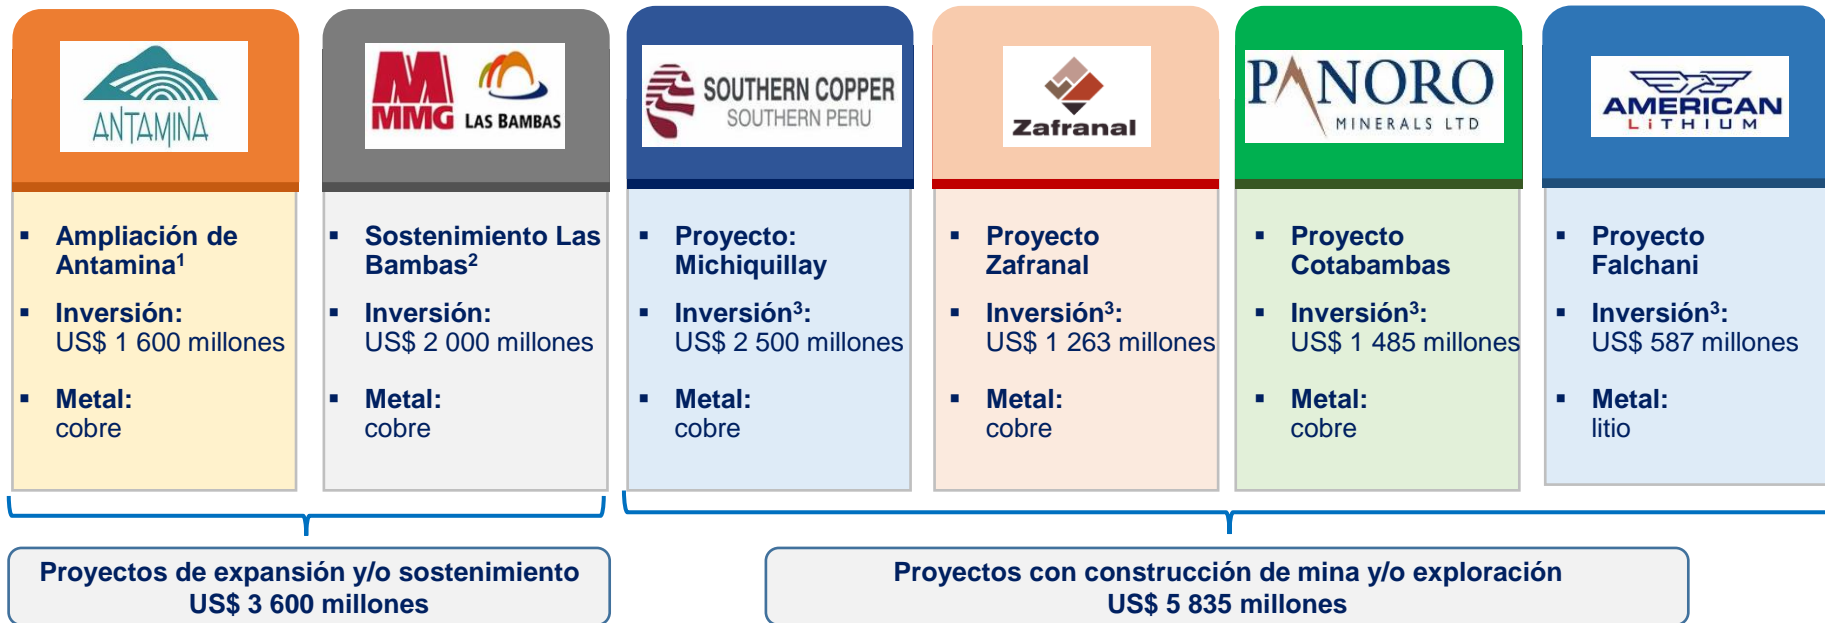 ANTAMINA
MMG
LAS BAMBAS
SOUTHERN COPPER
SOUTHERN PERU
Zafranal
PANORO
MINERALS LTD
AMERICAN
LiTHIUM
▪ Ampliación de
Antamina¹
▪ Inversión:
US$ 1 600 millones
▪ Metal:
cobre
▪ Sostenimiento Las
Bambas²
▪ Inversión:
US$ 2 000 millones
▪ Metal:
cobre
▪ Proyecto:
Michiquillay
▪ Inversión³:
US$ 2 500 millones
▪ Metal:
cobre
▪ Proyecto
Zafranal
▪ Inversión³:
US$ 1 263 millones
▪ Metal:
cobre
▪ Proyecto
Cotabambas
▪ Inversión³:
US$ 1 485 millones
▪ Metal:
cobre
▪ Proyecto
Falchani
▪ Inversión³:
US$ 587 millones
▪ Metal:
litio
Proyectos de expansión y/o sostenimiento
US$ 3 600 millones
Proyectos con construcción de mina y/o exploración
US$ 5 835 millones